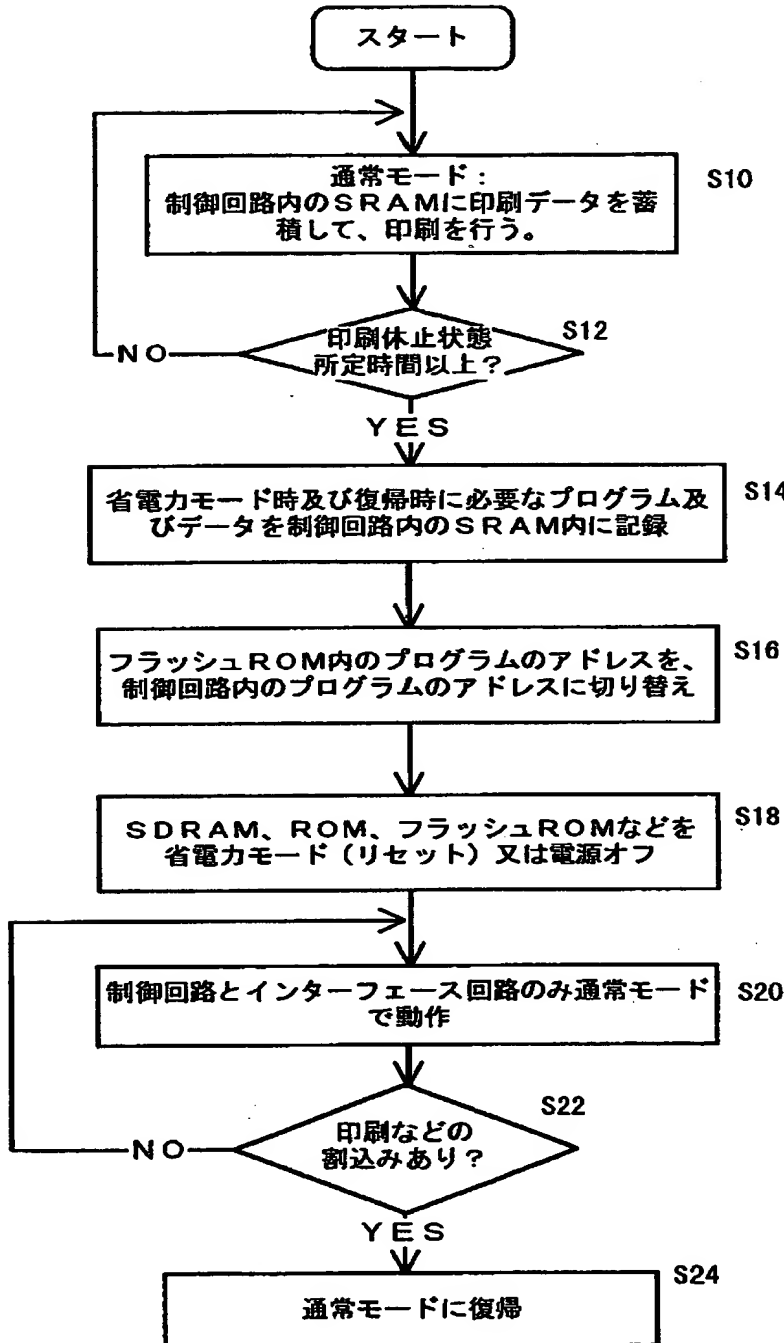 スタート
通常モード:
制御回路内のSRAMに印刷データを蓄
積して、印刷を行う。
S10
印刷休止状態
所定時間以上?
S12
NO
YES
省電力モード時及び復帰時に必要なプログラム及
びデータを制御回路内のSRAM内に記録
S14
フラッシュROM内のプログラムのアドレスを、
制御回路内のプログラムのアドレスに切り替え
S16
SDRAM、ROM、フラッシュROMなどを
省電力モード(リセット)又は電源オフ
S18
制御回路とインターフェース回路のみ通常モード
で動作
S20
印刷などの
割込みあり?
S22
NO
YES
通常モードに復帰
S24